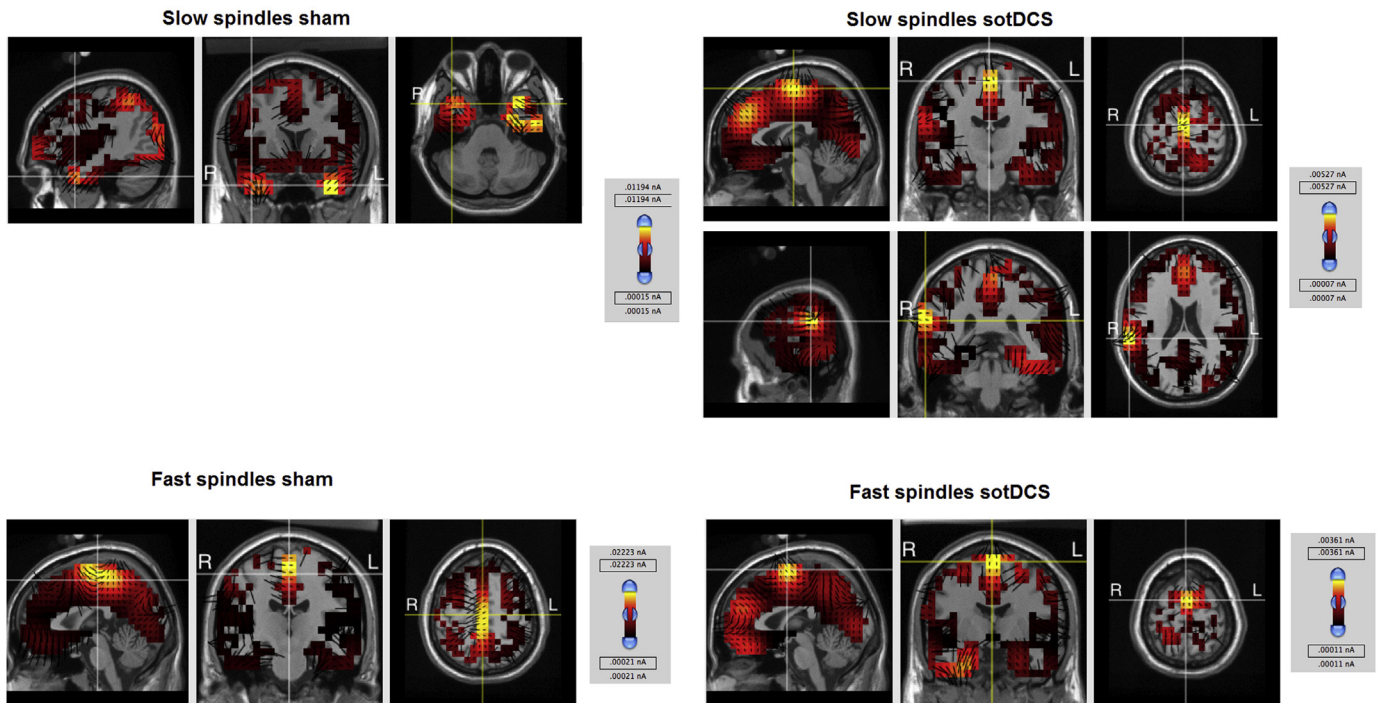 Slow spindles sham
R
L
R
L
.01194 nA
.01194 nA
.00015 nA
.00015 nA
Slow spindles sotDCS
R
L
R
L
R
L
R
L
.00527 nA
.00527 nA
.00007 nA
.00007 nA
Fast spindles sham
R
L
R
L
.02223 nA
.02223 nA
.00021 nA
.00021 nA
Fast spindles sotDCS
R
L
R
L
.00361 nA
.00361 nA
.00011 nA
.00011 nA